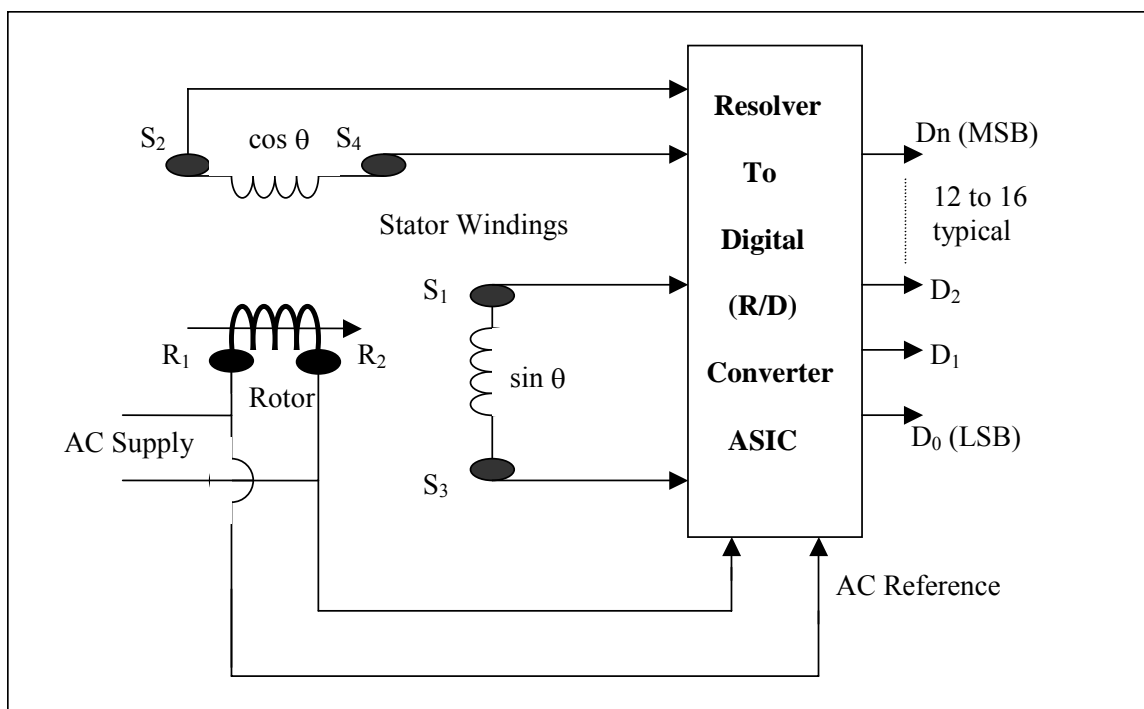 Resolver
To
Digital
(R/D)
Converter
ASIC
S₂
cos θ
S₄
Stator Windings
S₁
sin θ
S₃
R₁
R₂
Rotor
AC Supply
Dn (MSB)
12 to 16
typical
D₂
D₁
D₀ (LSB)
AC Reference